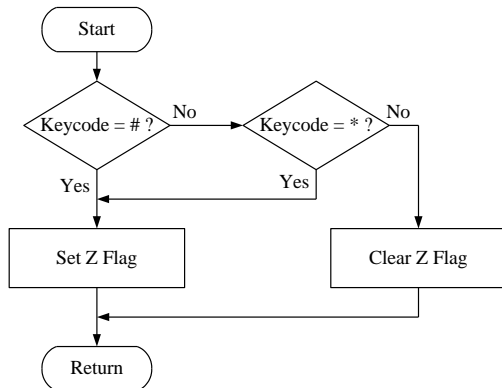 Start
Keycode = # ?
No
Keycode = * ?
No
Yes
Yes
Set Z Flag
Clear Z Flag
Return